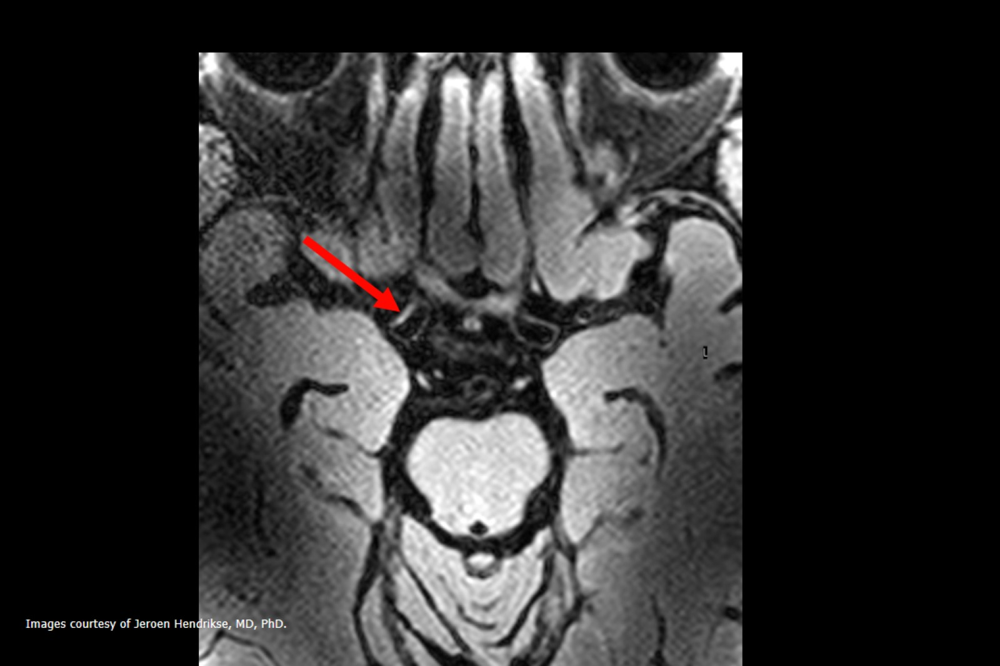 L
Images courtesy of Jeroen Hendrikse, MD, PhD.